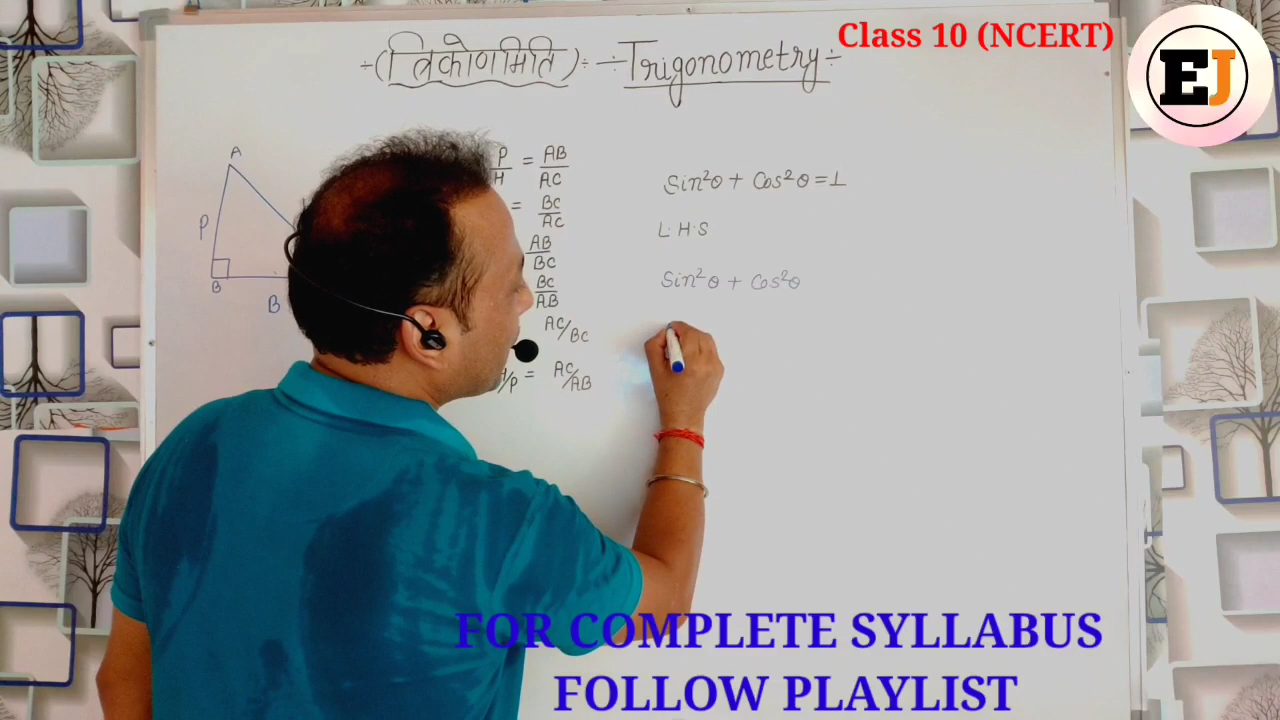 ÷(त्रिकोणमिति)÷ -÷Trigonometry÷
Class 10 (NCERT)
EJ
A
P
B
B
P/H = AB/AC
= BC/AC
AB/BC
BC/AB
AC/BC
H/P = AC/AB
Sin²θ + Cos²θ = 1
L·H·S
Sin²θ + Cos²θ
FOR COMPLETE SYLLABUS
FOLLOW PLAYLIST